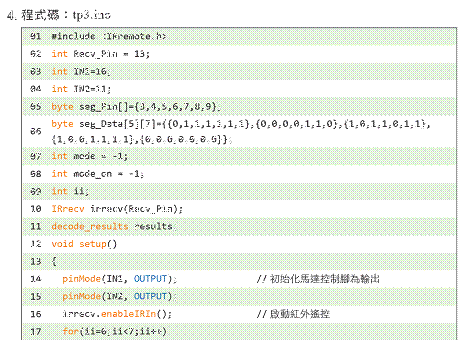 4. 程式碼：tp3.ino
01 #include <IRremote.h>
02 int Recv_Pin = 13;
03 int IN1=10;
04 int IN2=11;
05 byte seg_Pin[]={3,4,5,6,7,8,9};
06 byte seg_Data[5][7]={{0,1,1,1,1,1,1},{0,0,0,0,1,1,0},{1,0,1,1,0,1,1},
{1,0,0,1,1,1,1},{0,0,0,0,0,0,0}};
07 int mode = -1;
08 int mode_on = -1;
09 int ii;
10 IRrecv irrecv(Recv_Pin);
11 decode_results results;
12 void setup()
13 {
14 pinMode(IN1, OUTPUT); // 初始化馬達控制腳為輸出
15 pinMode(IN2, OUTPUT);
16 irrecv.enableIRIn(); // 啟動紅外遙控
17 for(ii=0;ii<7;ii++)